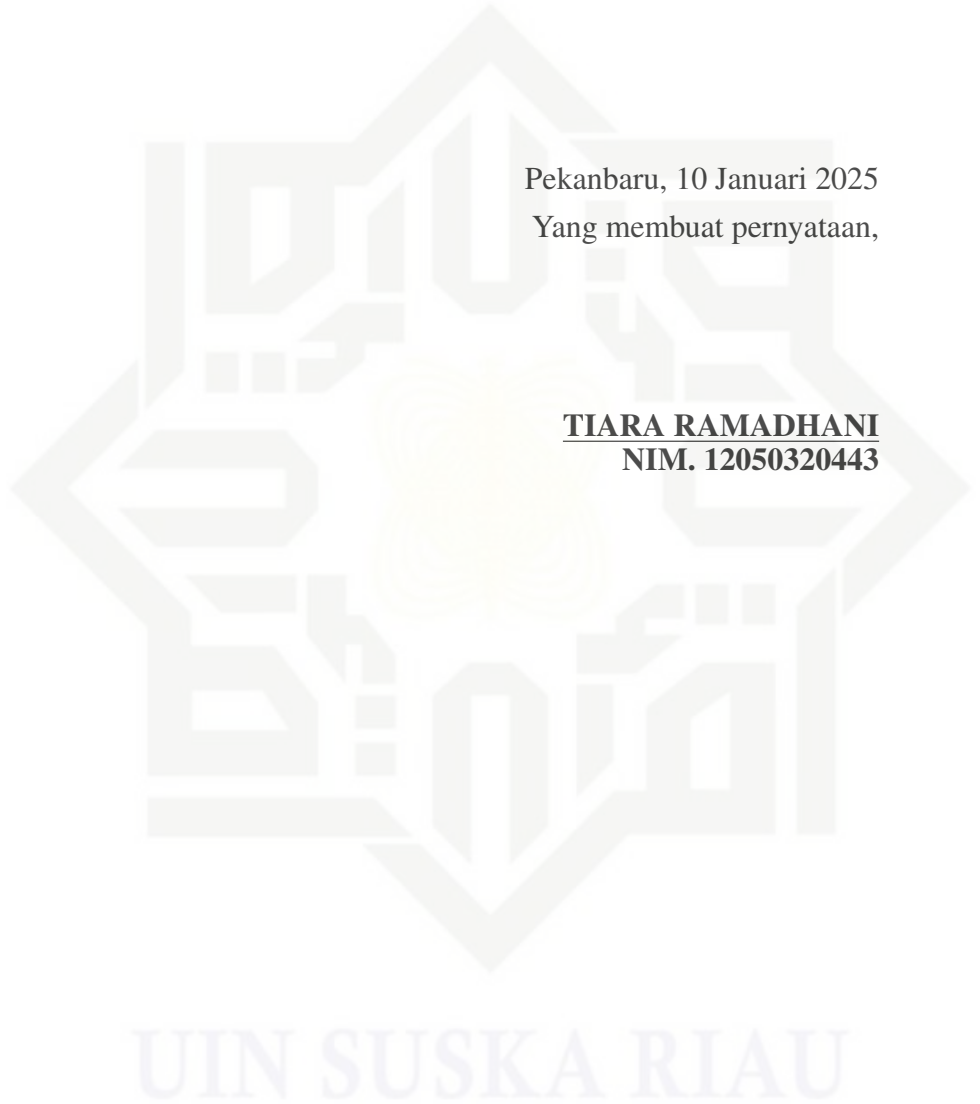 Pekanbaru, 10 Januari 2025
Yang membuat pernyataan,
TIARA RAMADHANI
NIM. 12050320443
UIN SUSKA RIAU